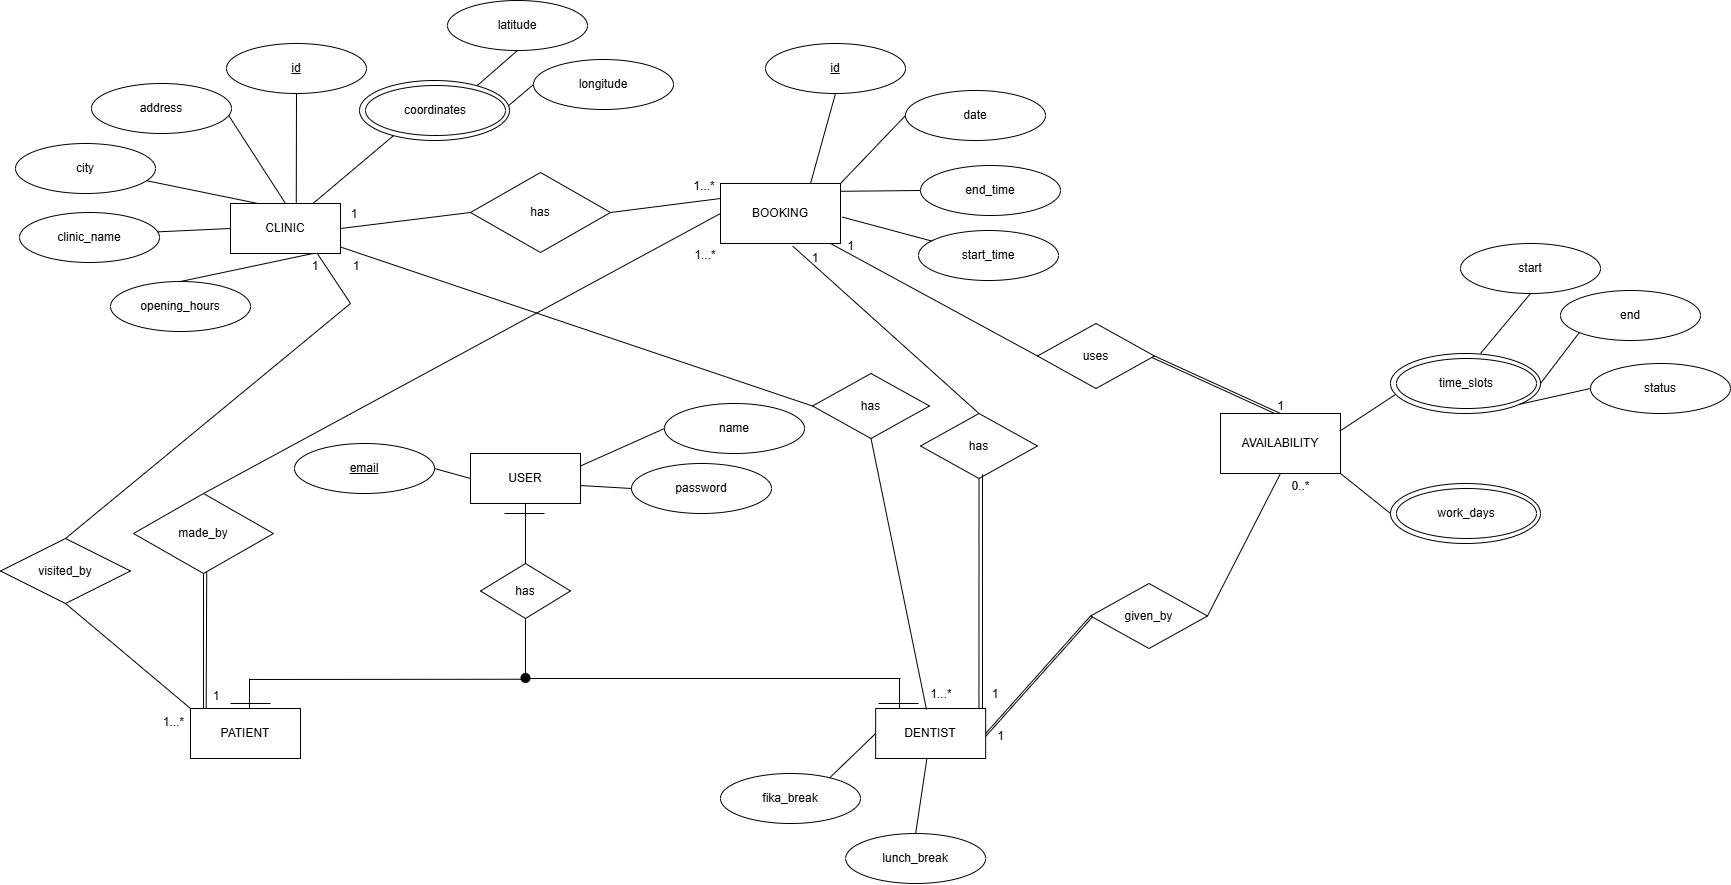 latitude
id
id
longitude
coordinates
address
date
city
1...*
end_time
has
BOOKING
1
CLINIC
clinic_name
1
1...*
start_time
1
1
1
start
opening_hours
end
uses
time_slots
status
1
has
name
has
AVAILABILITY
email
USER
password
0..*
work_days
made_by
visited_by
has
given_by
1
1...*
1
1...*
PATIENT
DENTIST
1
fika_break
lunch_break